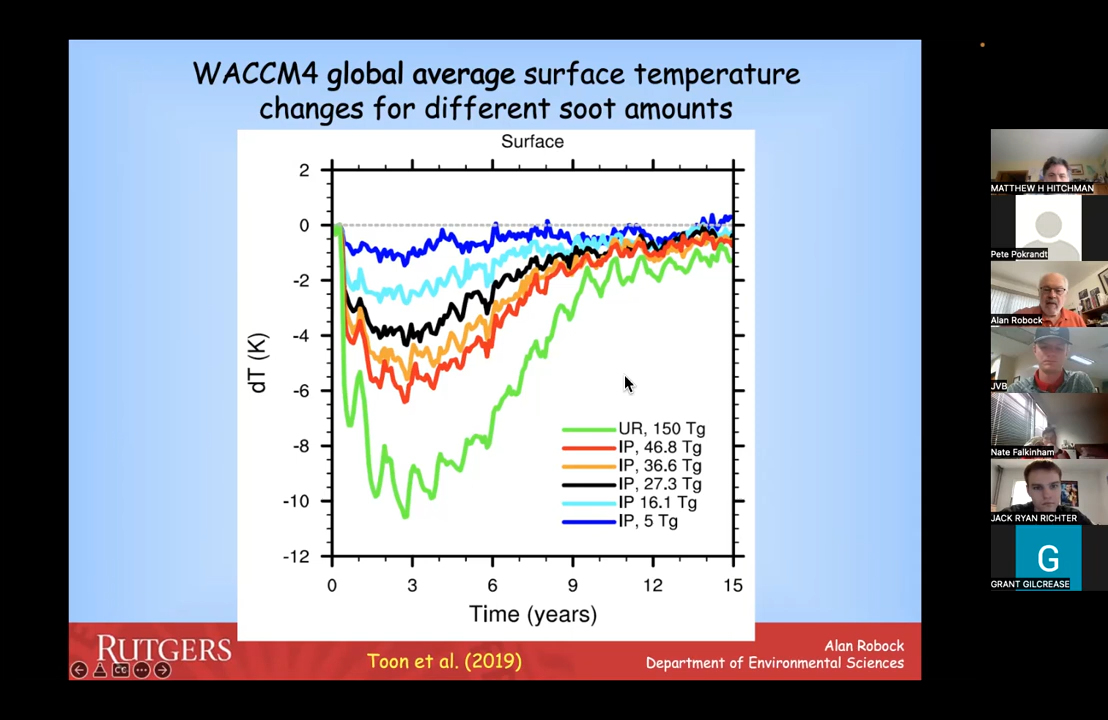 WACCM4 global average surface temperature
changes for different soot amounts
Surface
2
0
-2
-4
-6
-8
-10
-12
dT (K)
0 3 6 9 12 15
Time (years)
UR, 150 Tg
IP, 46.8 Tg
IP, 36.6 Tg
IP, 27.3 Tg
IP 16.1 Tg
IP, 5 Tg
RUTGERS
CC
Toon et al. (2019)
Alan Robock
Department of Environmental Sciences
MATTHEW H HITCHMAN
Pete Pokrandt
Alan Robock
JVB
Nate Falkinham
JACK RYAN RICHTER
G
GRANT GILCREASE